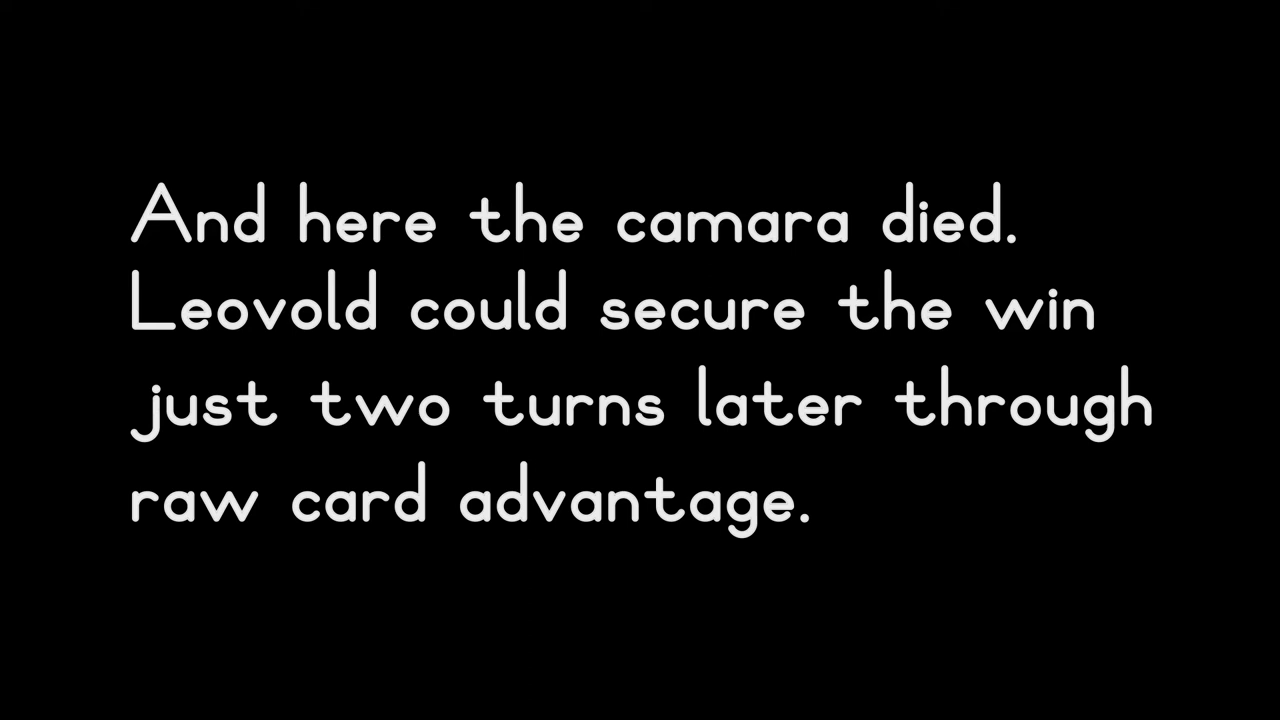 And here the camara died.
Leovold could secure the win
just two turns later through
raw card advantage.